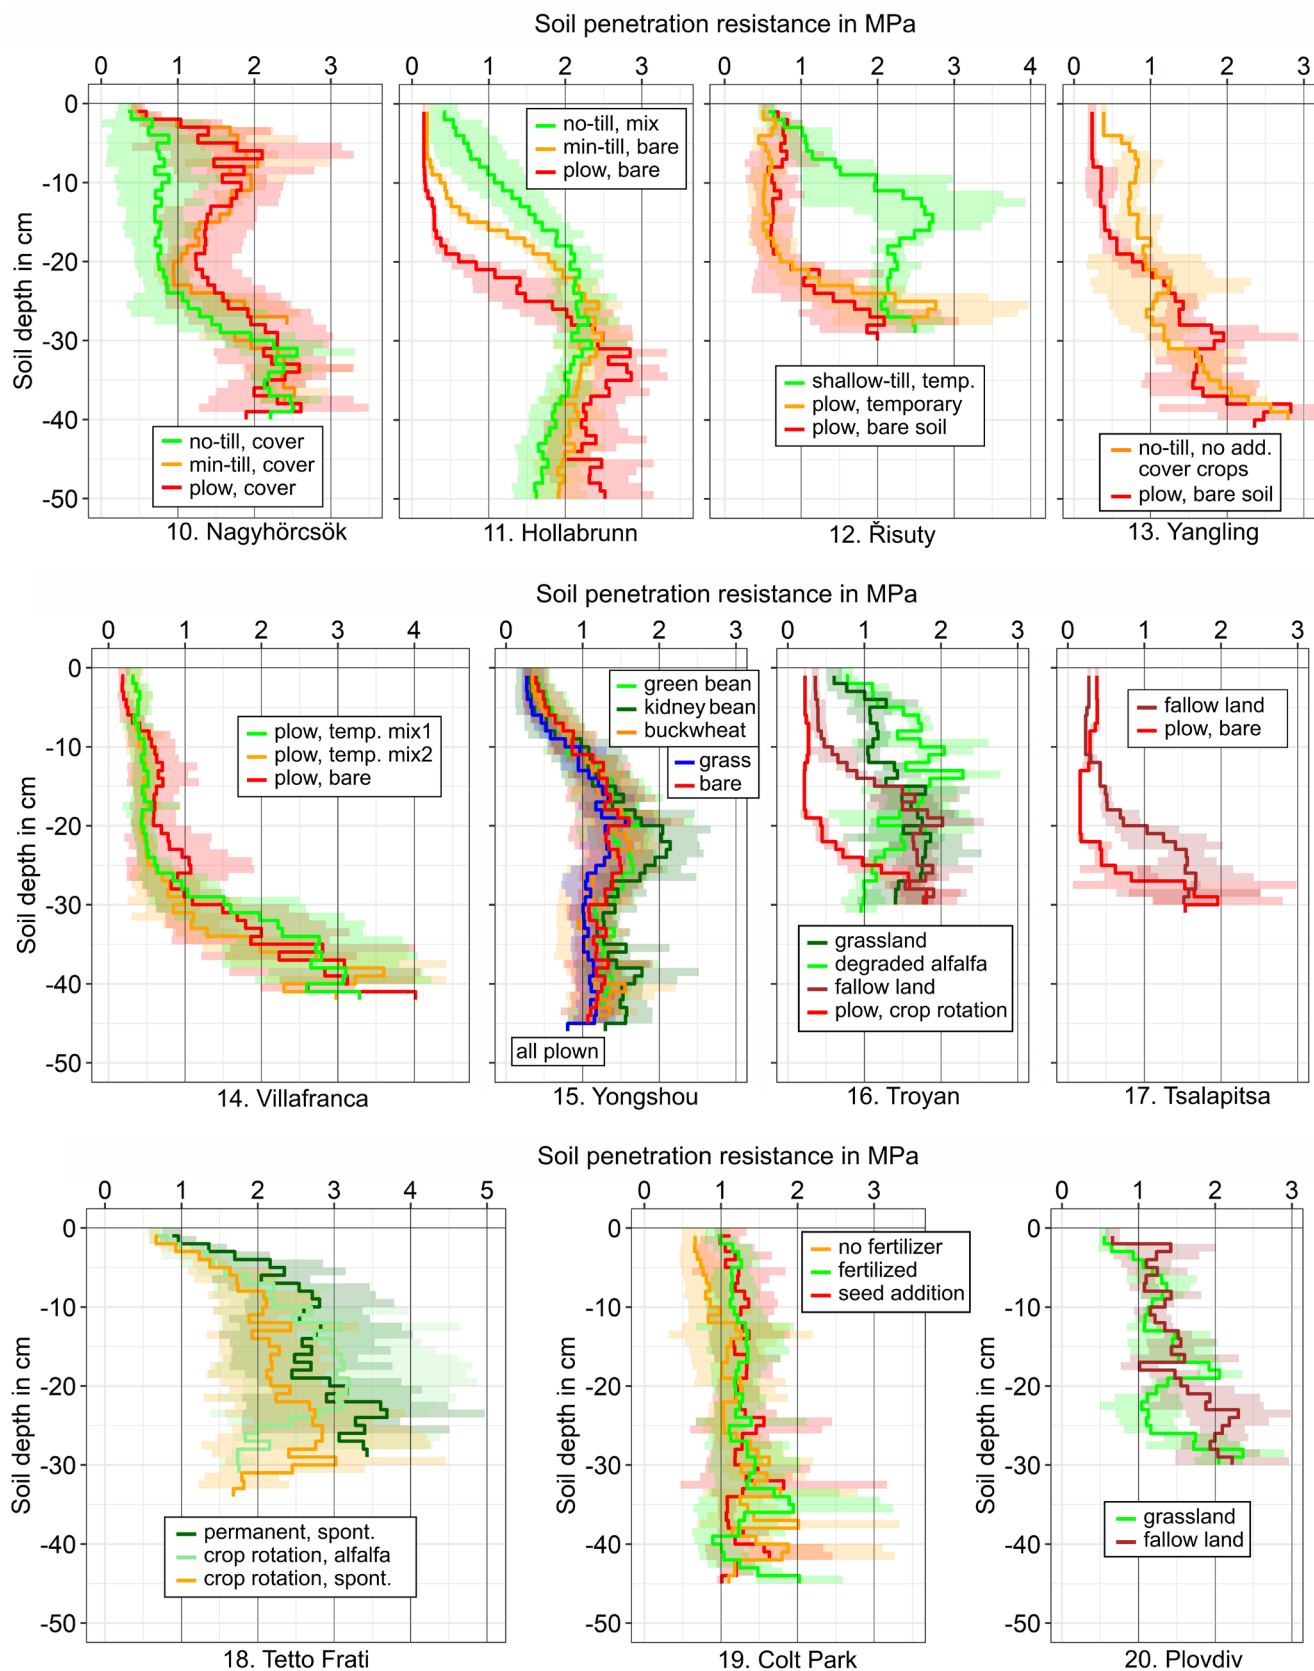 Soil penetration resistance in MPa
0 1 2 3
0 1 2 3
0 1 2 3 4
0 1 2 3
Soil depth in cm
0
-10
-20
-30
-40
-50
no-till, cover
min-till, cover
plow, cover
no-till, mix
min-till, bare
plow, bare
shallow-till, temp.
plow, temporary
plow, bare soil
no-till, no add.
cover crops
plow, bare soil
10. Nagyhörcsök
11. Hollabrunn
12. Řisuty
13. Yangling
Soil penetration resistance in MPa
0 1 2 3 4
0 1 2 3
0 1 2 3
0 1 2 3
Soil depth in cm
0
-10
-20
-30
-40
-50
plow, temp. mix1
plow, temp. mix2
plow, bare
green bean
kidney bean
buckwheat
grass
bare
all plown
grassland
degraded alfalfa
fallow land
plow, crop rotation
fallow land
plow, bare
14. Villafranca
15. Yongshou
16. Troyan
17. Tsalapitsa
Soil penetration resistance in MPa
0 1 2 3 4 5
0 1 2 3
0 1 2 3
Soil depth in cm
0
-10
-20
-30
-40
-50
permanent, spont.
crop rotation, alfalfa
crop rotation, spont.
Soil depth in cm
0
-10
-20
-30
-40
-50
no fertilizer
fertilized
seed addition
Soil depth in cm
0
-10
-20
-30
-40
-50
grassland
fallow land
18. Tetto Frati
19. Colt Park
20. Plovdiv